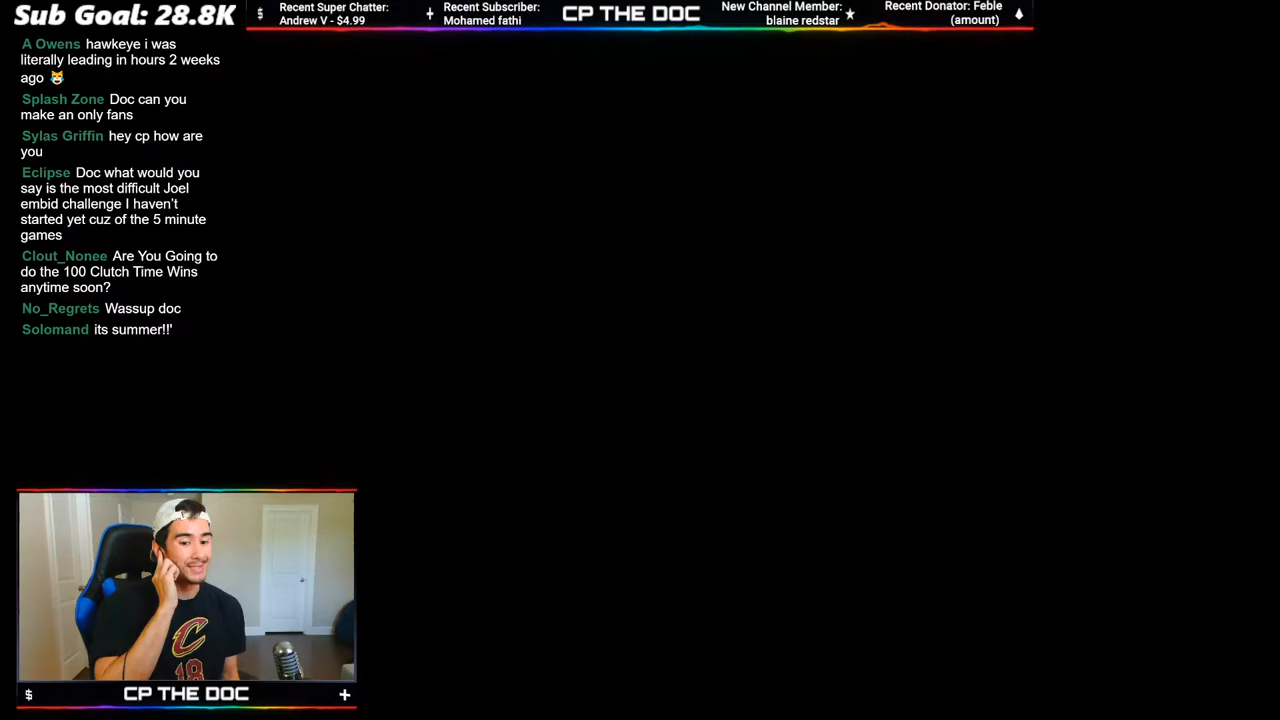 Sub Goal: 28.8K
$ Recent Super Chatter: Andrew V - $4.99
+ Recent Subscriber: Mohamed fathi
CP THE DOC
New Channel Member: blaine redstar
Recent Donator: Feble (amount)
A Owens hawkeye i was
literally leading in hours 2 weeks
ago 😹
Splash Zone Doc can you
make an only fans
Sylas Griffin hey cp how are
you
Eclipse Doc what would you
say is the most difficult Joel
embid challenge I haven't
started yet cuz of the 5 minute
games
Clout_Nonee Are You Going to
do the 100 Clutch Time Wins
anytime soon?
No_Regrets Wassup doc
Solomand its summer!!'
C
18
$ CP THE DOC +